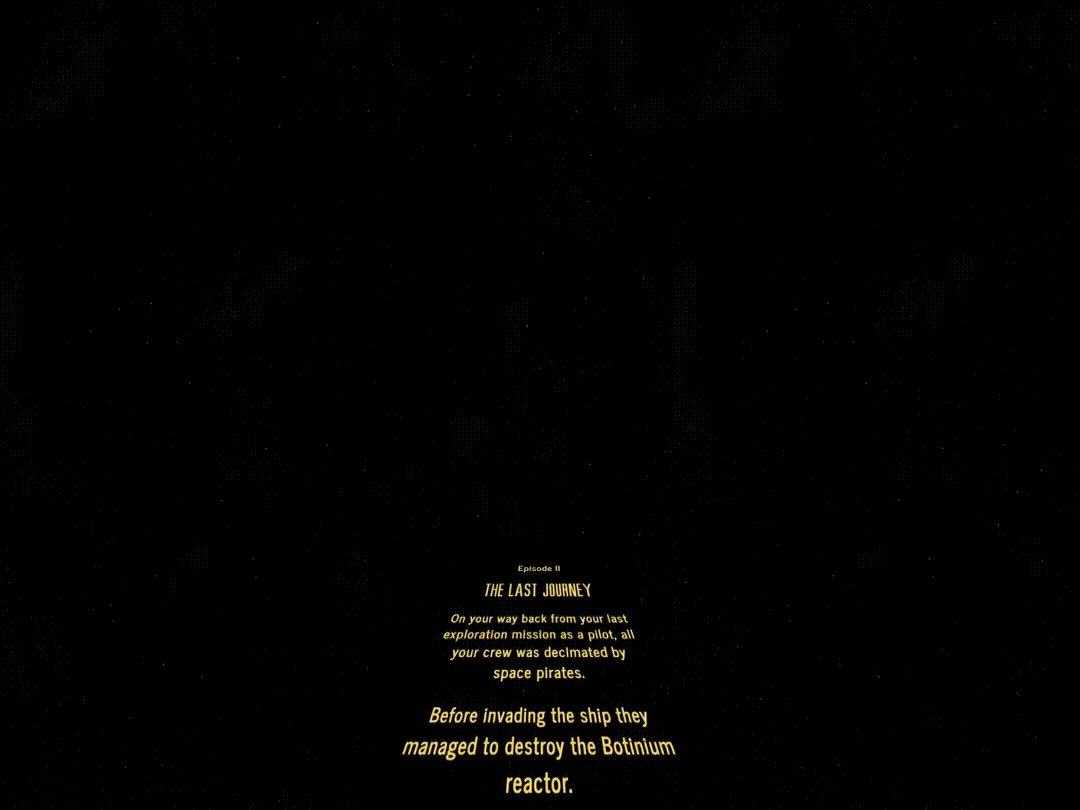 Episode II
THE LAST JOURNEY
On your way back from your last
exploration mission as a pilot, all
your crew was decimated by
space pirates.
Before invading the ship they
managed to destroy the Botinium
reactor.